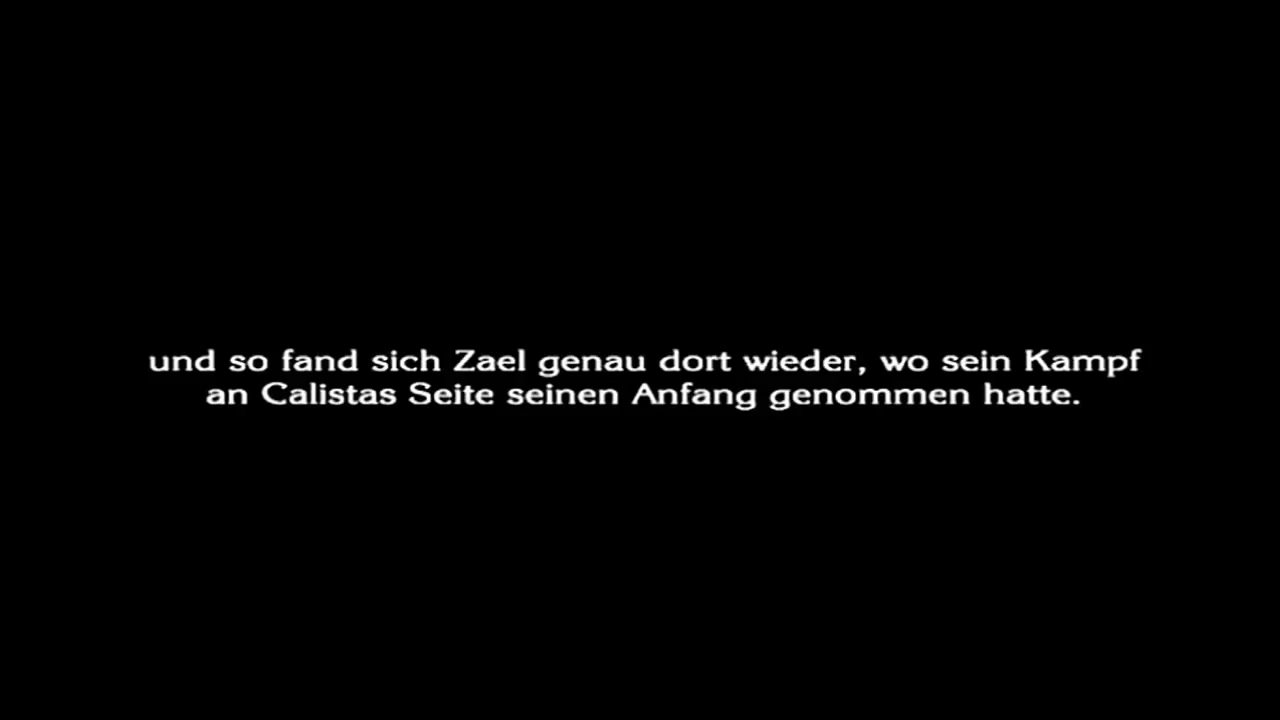 und so fand sich Zael genau dort wieder, wo sein Kampf
an Calistas Seite seinen Anfang genommen hatte.